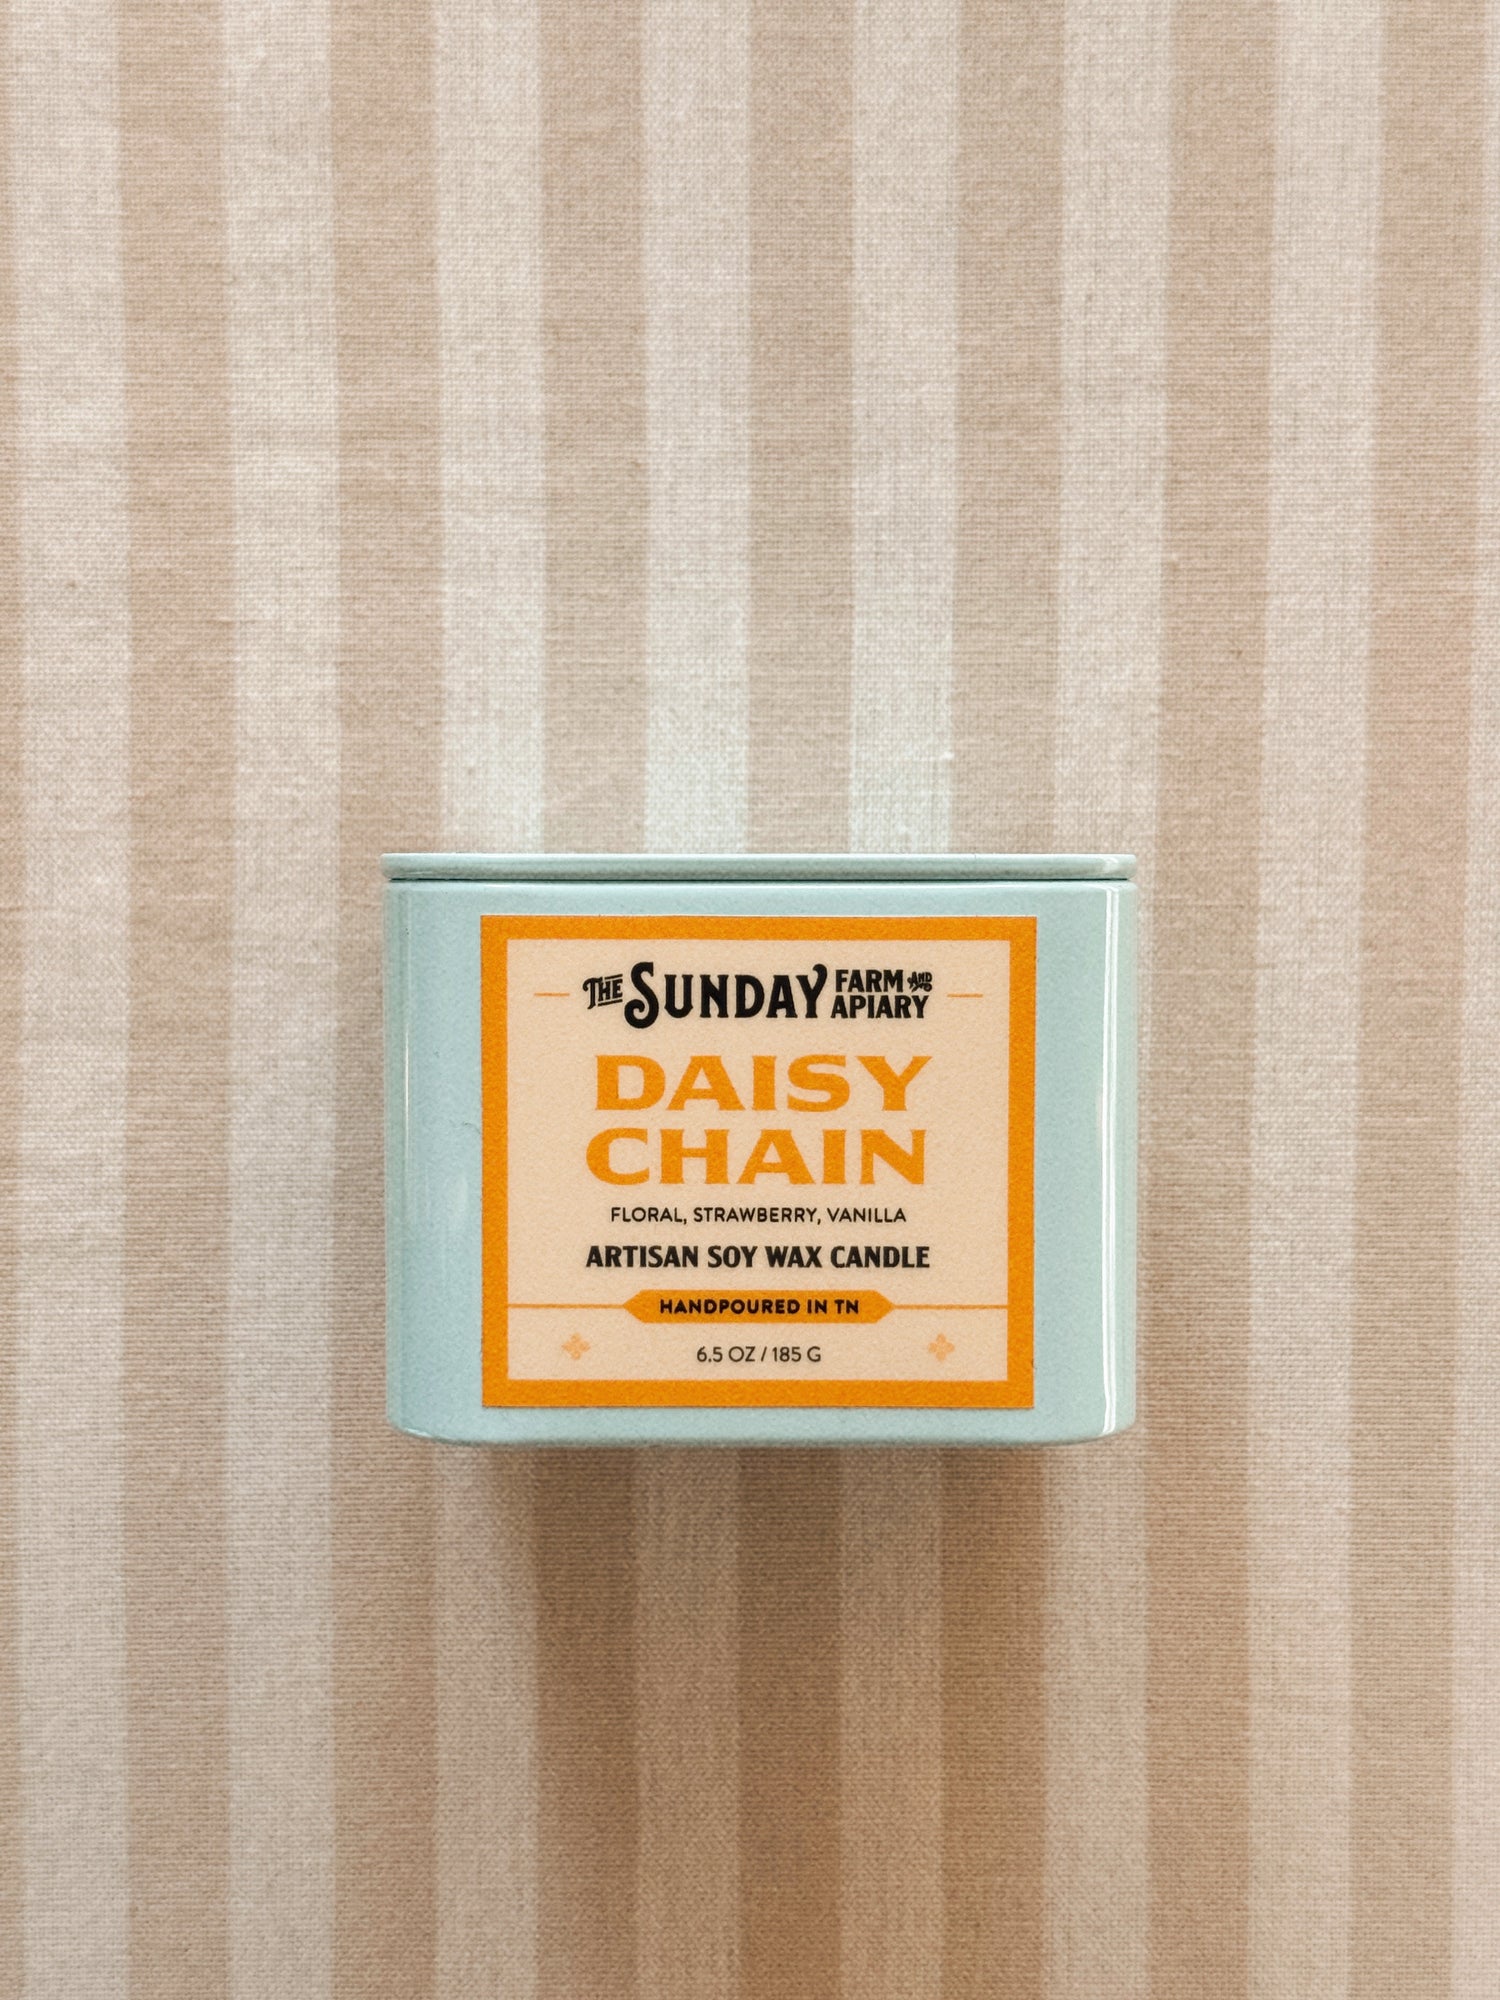 THE SUNDAY FARM AND APIARY
DAISY
CHAIN
FLORAL, STRAWBERRY, VANILLA
ARTISAN SOY WAX CANDLE
HANDPOURED IN TN
6.5 OZ / 185 G